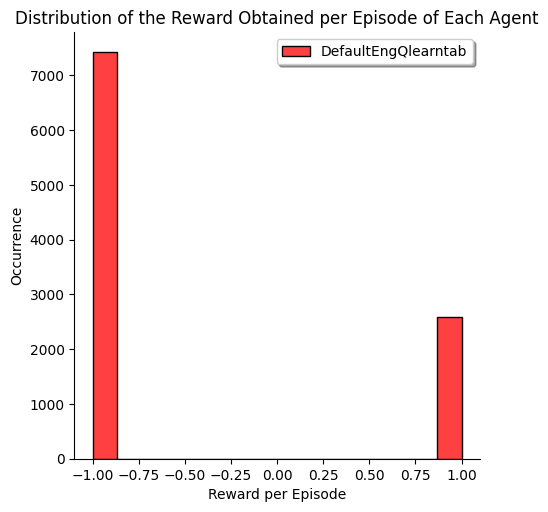 Distribution of the Reward Obtained per Episode of Each Agent
DefaultEngQlearntab
7000
6000
5000
4000
3000
2000
1000
0
Occurrence
−1.00 −0.75 −0.50 −0.25 0.00 0.25 0.50 0.75 1.00
Reward per Episode